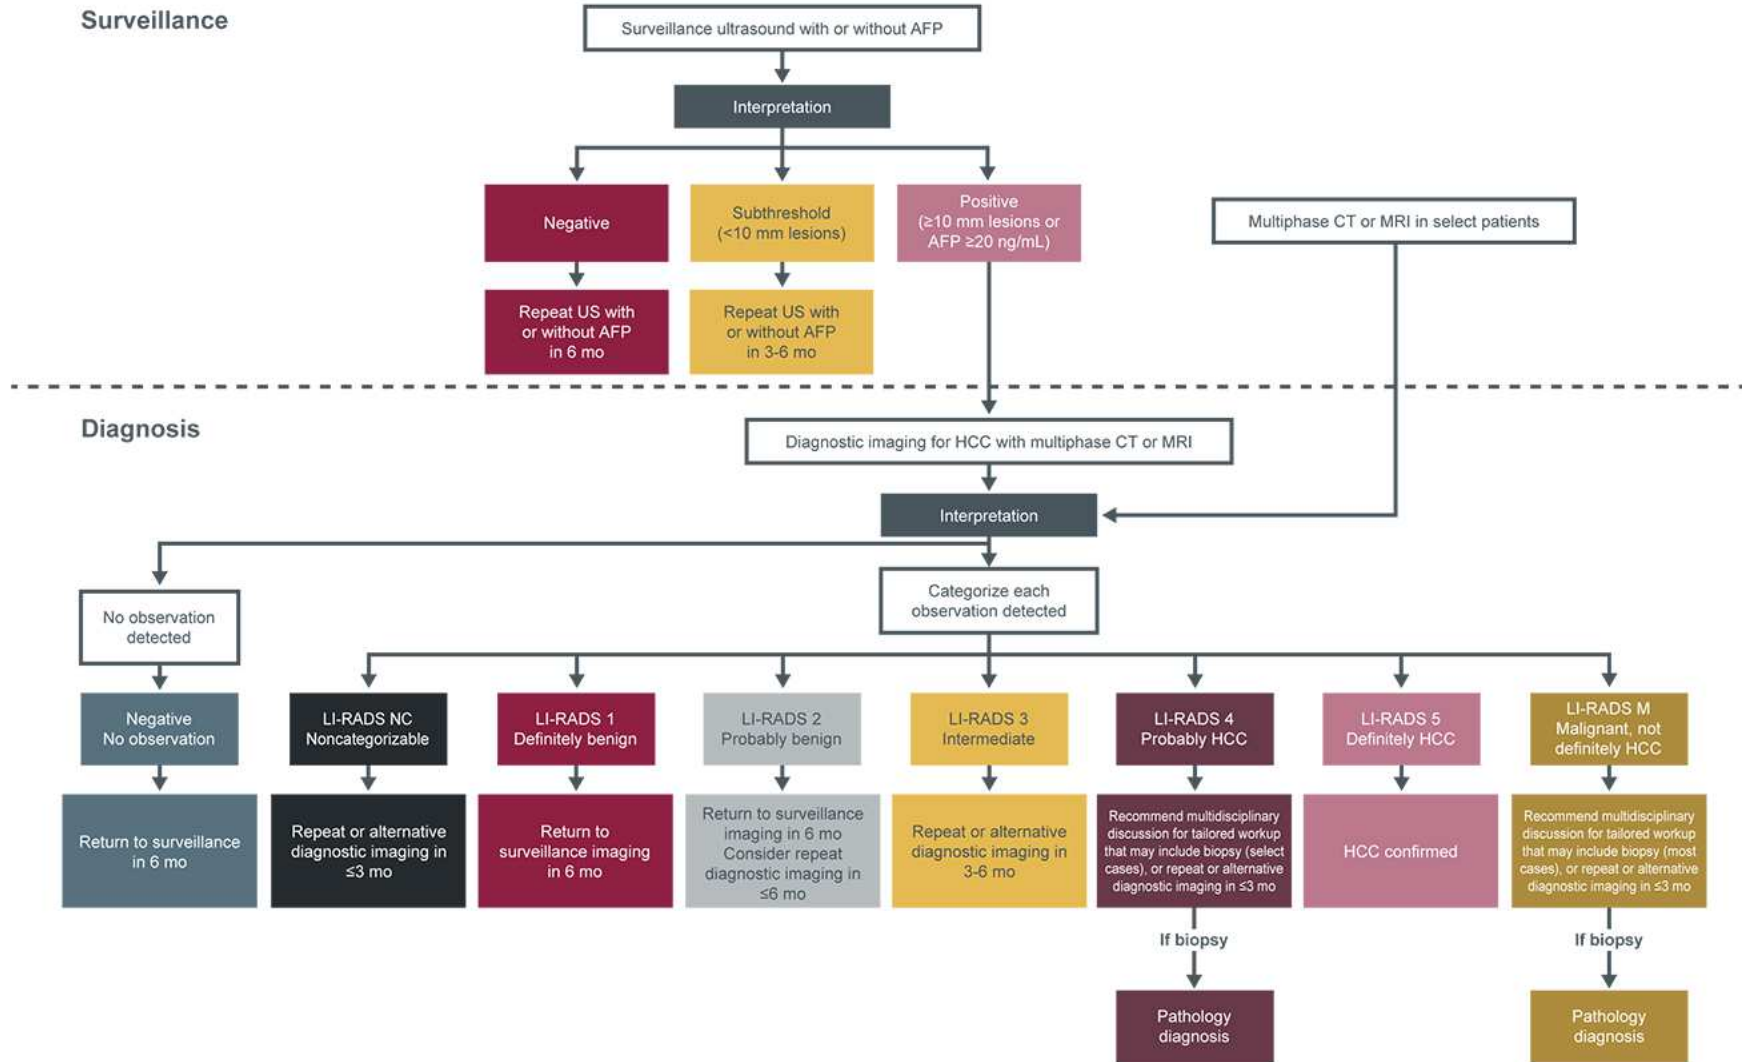 Surveillance
Surveillance ultrasound with or without AFP
Interpretation
Negative
Subthreshold
(<10 mm lesions)
Positive
(≥10 mm lesions or
AFP ≥20 ng/mL)
Multiphase CT or MRI in select patients
Repeat US with
or without AFP
in 6 mo
Repeat US with
or without AFP
in 3-6 mo
Diagnosis
Diagnostic imaging for HCC with multiphase CT or MRI
Interpretation
No observation
detected
Categorize each
observation detected
Negative
No observation
LI-RADS NC
Noncategorizable
LI-RADS 1
Definitely benign
LI-RADS 2
Probably benign
LI-RADS 3
Intermediate
LI-RADS 4
Probably HCC
LI-RADS 5
Definitely HCC
LI-RADS M
Malignant, not
definitely HCC
Return to surveillance
in 6 mo
Repeat or alternative
diagnostic imaging in
≤3 mo
Return to
surveillance imaging
in 6 mo
Return to surveillance
imaging in 6 mo
Consider repeat
diagnostic imaging in
≤6 mo
Repeat or alternative
diagnostic imaging in
3-6 mo
Recommend multidisciplinary
discussion for tailored workup
that may include biopsy (select
cases), or repeat or alternative
diagnostic imaging in ≤3 mo
HCC confirmed
Recommend multidisciplinary
discussion for tailored workup
that may include biopsy (most
cases), or repeat or alternative
diagnostic imaging in ≤3 mo
If biopsy
If biopsy
Pathology
diagnosis
Pathology
diagnosis